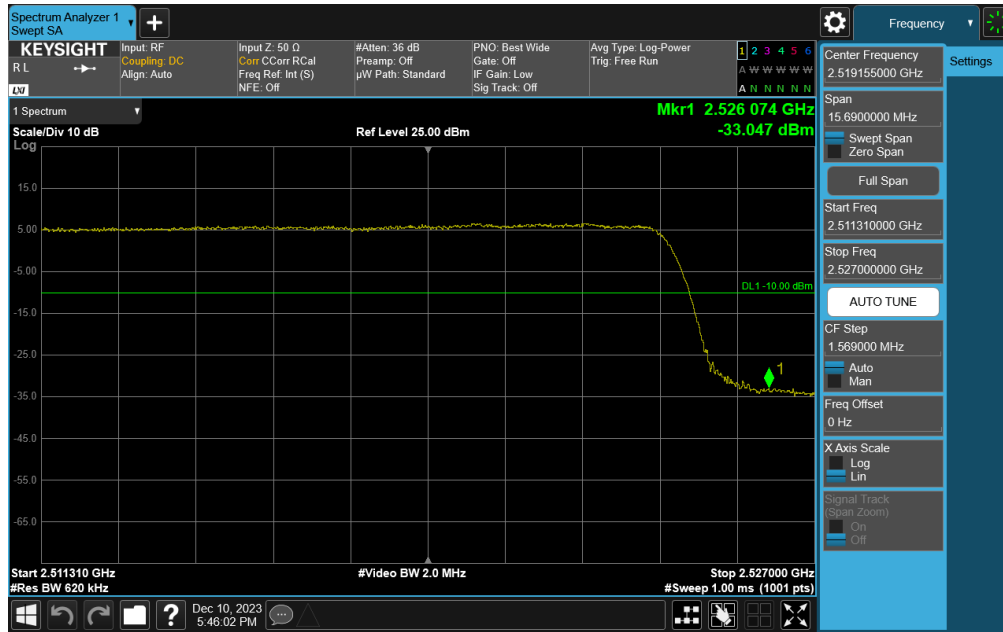 Spectrum Analyzer 1
Swept SA
Frequency
KEYSIGHT
R L
LXI
Input: RF
Coupling: DC
Align: Auto
Input Z: 50 Ω
Corr CCorr RCal
Freq Ref: Int (S)
NFE: Off
#Atten: 36 dB
Preamp: Off
µW Path: Standard
PNO: Best Wide
Gate: Off
IF Gain: Low
Sig Track: Off
Avg Type: Log-Power
Trig: Free Run
1 2 3 4 5 6
A W W W W W
A N N N N N
1 Spectrum
Scale/Div 10 dB
Log
Ref Level 25.00 dBm
Mkr1 2.526 074 GHz
-33.047 dBm
15.0
5.00
-5.00
-15.0
-25.0
-35.0
-45.0
-55.0
-65.0
DL1 -10.00 dBm
1
Start 2.511310 GHz
#Res BW 620 kHz
#Video BW 2.0 MHz
Stop 2.527000 GHz
#Sweep 1.00 ms (1001 pts)
Center Frequency
2.519155000 GHz
Span
15.6900000 MHz
Swept Span
Zero Span
Full Span
Start Freq
2.511310000 GHz
Stop Freq
2.527000000 GHz
AUTO TUNE
CF Step
1.569000 MHz
Auto
Man
Freq Offset
0 Hz
X Axis Scale
Log
Lin
Signal Track
(Span Zoom)
On
Off
Settings
?
Dec 10, 2023
5:46:02 PM